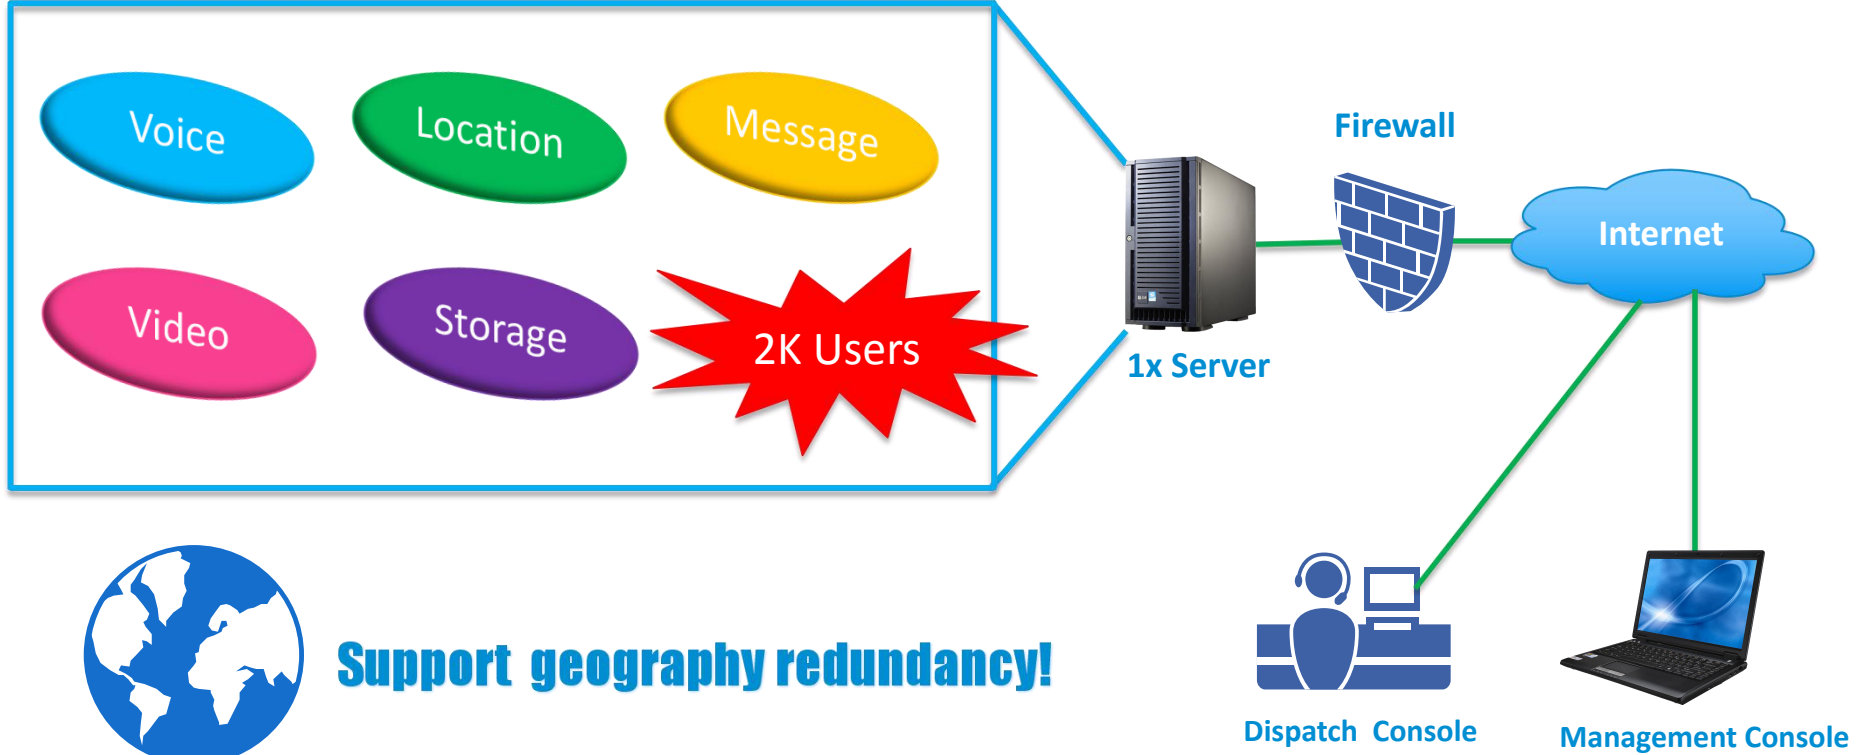 Voice
Location
Message
Video
Storage
2K Users
1x Server
Firewall
Internet
Support geography redundancy!
Dispatch Console
Management Console